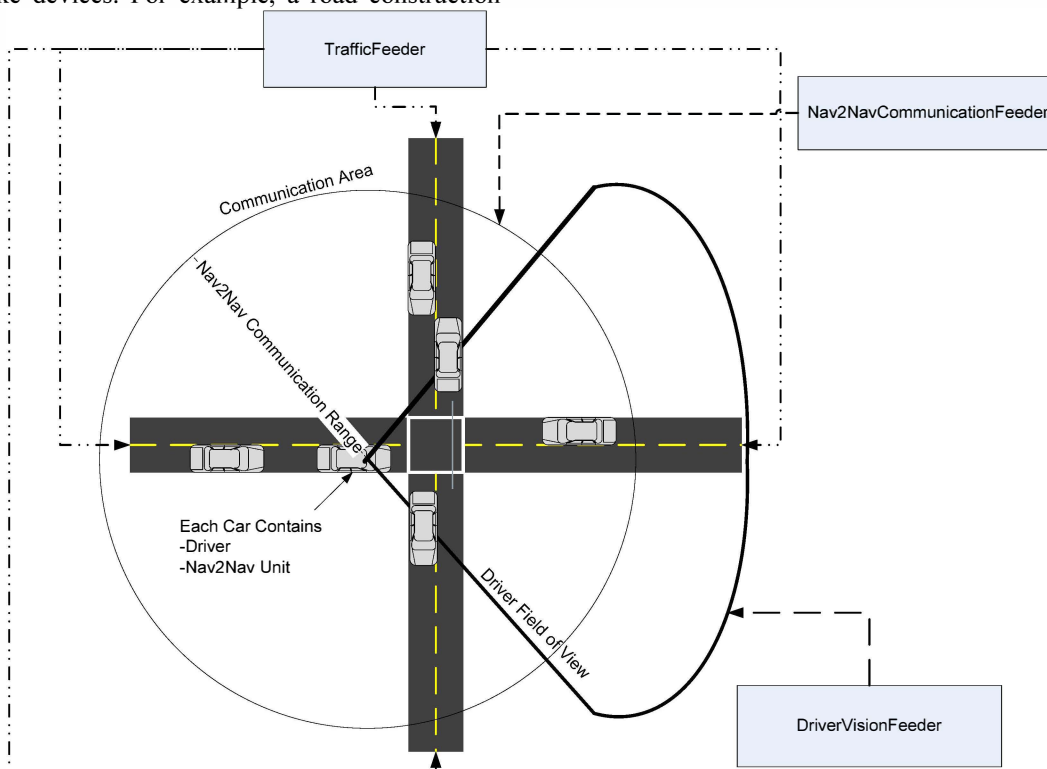 ke devices. For example, a road construction
TrafficFeeder
Nav2NavCommunicationFeeder
Communication Area
-Nav2Nav Communication Range-
Each Car Contains
-Driver
-Nav2Nav Unit
Driver Field of View
DriverVisionFeeder